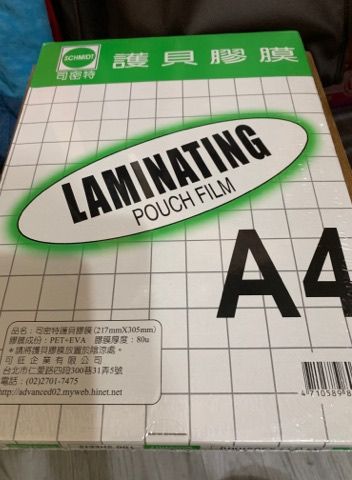 SCHMIDT
司密特
護貝膠膜
LAMINATING
POUCH FILM
A4
品名：司密特護貝膠膜(217mmX305mm)
膠膜成份：PET+EVA 膠膜厚度：80u
＊請將護貝膠膜放置於陰涼處。
可旺企業有限公司
台北市仁愛路四段300巷31弄5號
電話：(02)2701-7475
http://advanced02.myweb.hinet.net
4710589